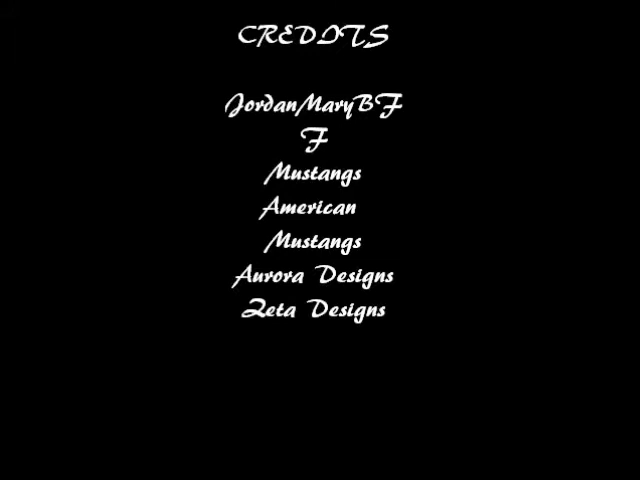 CREDITS
JordanMaryBF
F
Mustangs
American
Mustangs
Aurora Designs
Zeta Designs